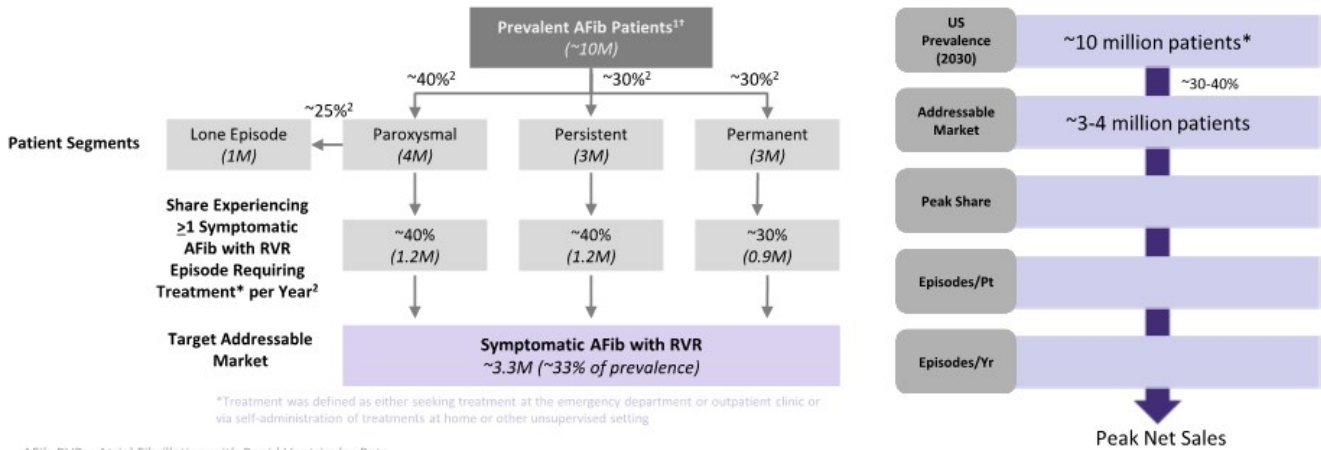 Prevalent AFib Patients¹†
(~10M)
~40%²
~30%²
~30%²
~25%²
Patient Segments
Lone Episode
(1M)
Paroxysmal
(4M)
Persistent
(3M)
Permanent
(3M)
Share Experiencing
≥1 Symptomatic
AFib with RVR
Episode Requiring
Treatment* per Year²
~40%
(1.2M)
~40%
(1.2M)
~30%
(0.9M)
Target Addressable
Market
Symptomatic AFib with RVR
~3.3M (~33% of prevalence)
*Treatment was defined as either seeking treatment at the emergency department or outpatient clinic or
via self-administration of treatments at home or other unsupervised setting
US
Prevalence
(2030)
~10 million patients*
~30-40%
Addressable
Market
~3-4 million patients
Peak Share
Episodes/Pt
Episodes/Yr
Peak Net Sales